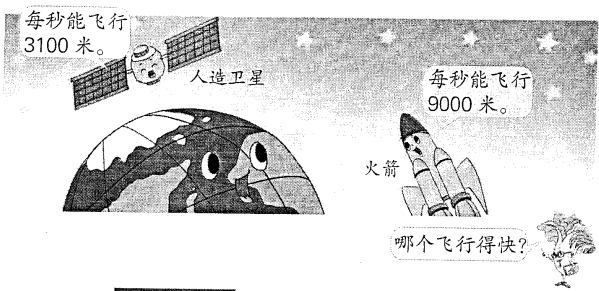 每秒能飞行
3100 米。
人造卫星
每秒能飞行
9000 米。
火箭
哪个飞行得快?